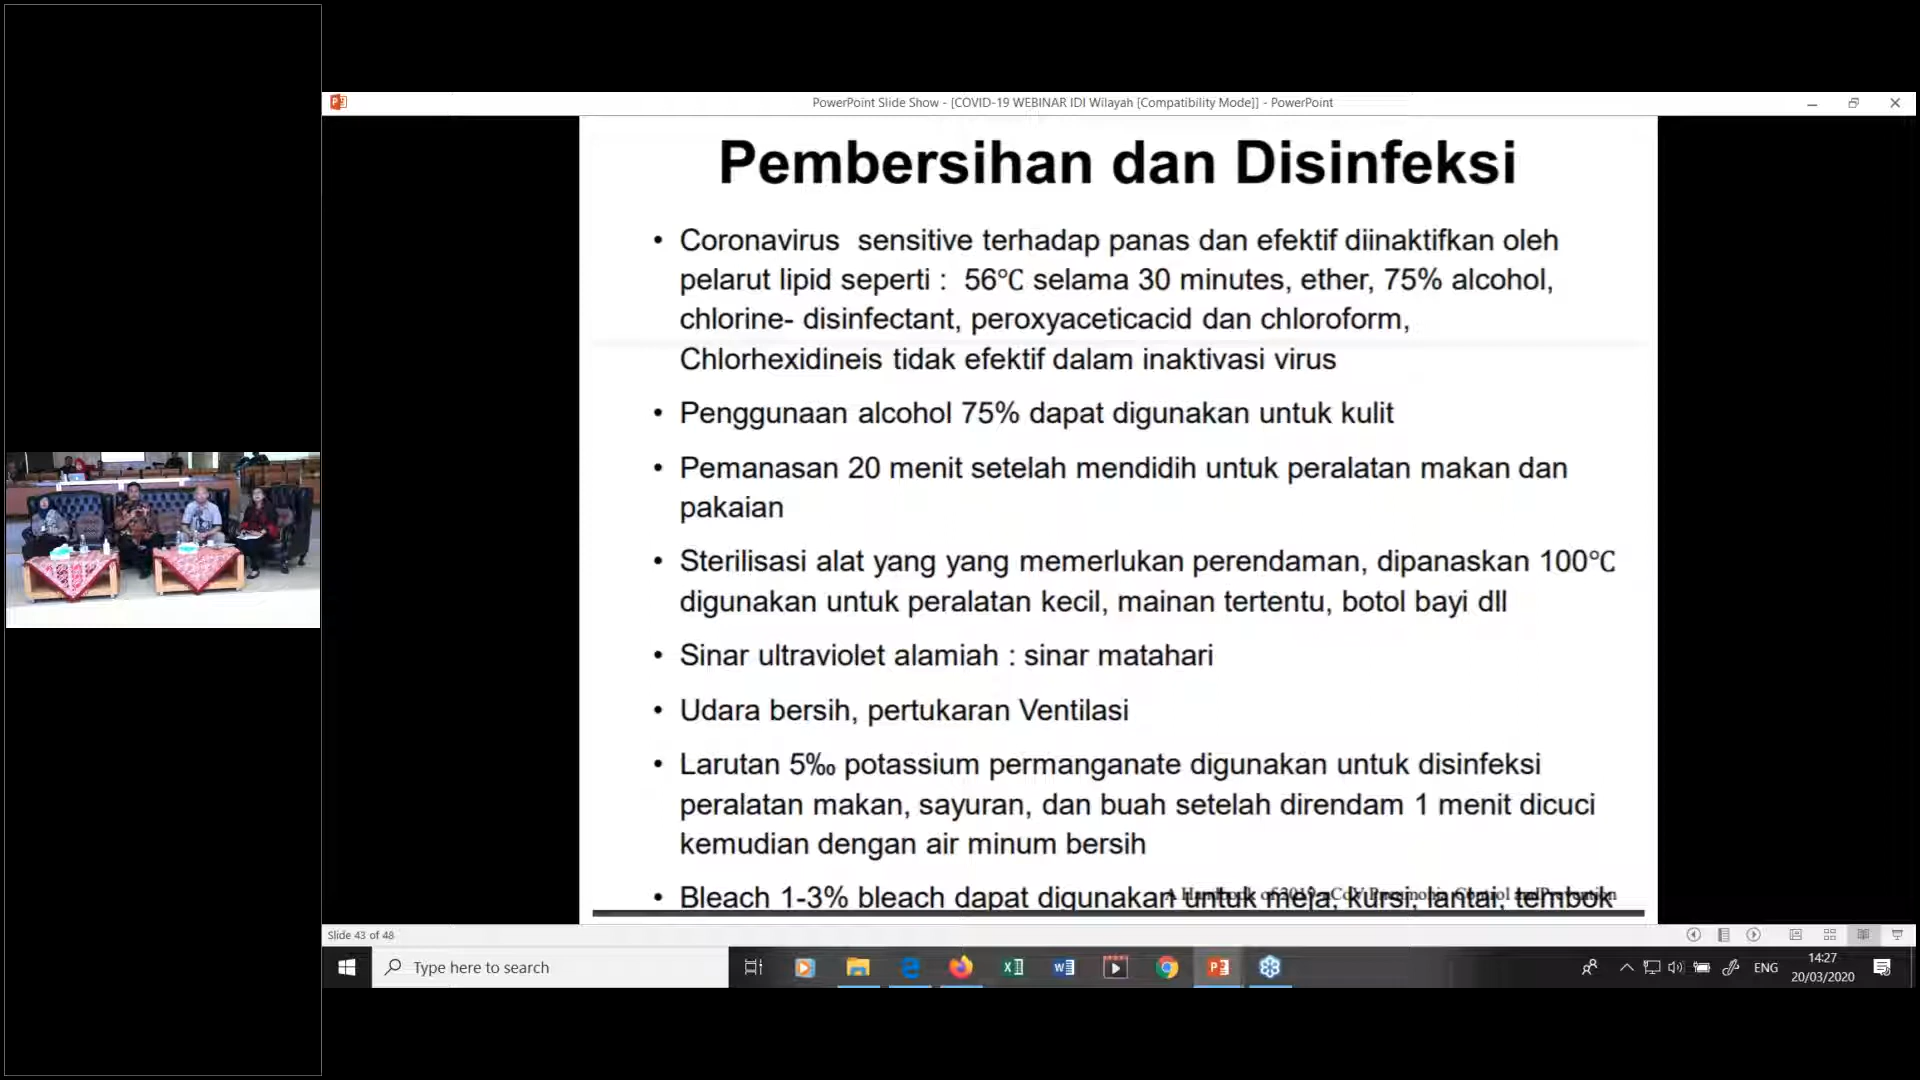 PowerPoint Slide Show - [COVID-19 WEBINAR IDI Wilayah [Compatibility Mode]] - PowerPoint
Pembersihan dan Disinfeksi
• Coronavirus sensitive terhadap panas dan efektif diinaktifkan oleh
pelarut lipid seperti : 56℃ selama 30 minutes, ether, 75% alcohol,
chlorine- disinfectant, peroxyaceticacid dan chloroform,
Chlorhexidineis tidak efektif dalam inaktivasi virus
• Penggunaan alcohol 75% dapat digunakan untuk kulit
• Pemanasan 20 menit setelah mendidih untuk peralatan makan dan
pakaian
• Sterilisasi alat yang yang memerlukan perendaman, dipanaskan 100℃
digunakan untuk peralatan kecil, mainan tertentu, botol bayi dll
• Sinar ultraviolet alamiah : sinar matahari
• Udara bersih, pertukaran Ventilasi
• Larutan 5‰ potassium permanganate digunakan untuk disinfeksi
peralatan makan, sayuran, dan buah setelah direndam 1 menit dicuci
kemudian dengan air minum bersih
• Bleach 1-3% bleach dapat digunakan untuk meja, kursi, lantai, tembok
A Handbook of 2019-nCoV Pneumonia Control andPrevention
Slide 43 of 48
Type here to search
ENG
14:27
20/03/2020